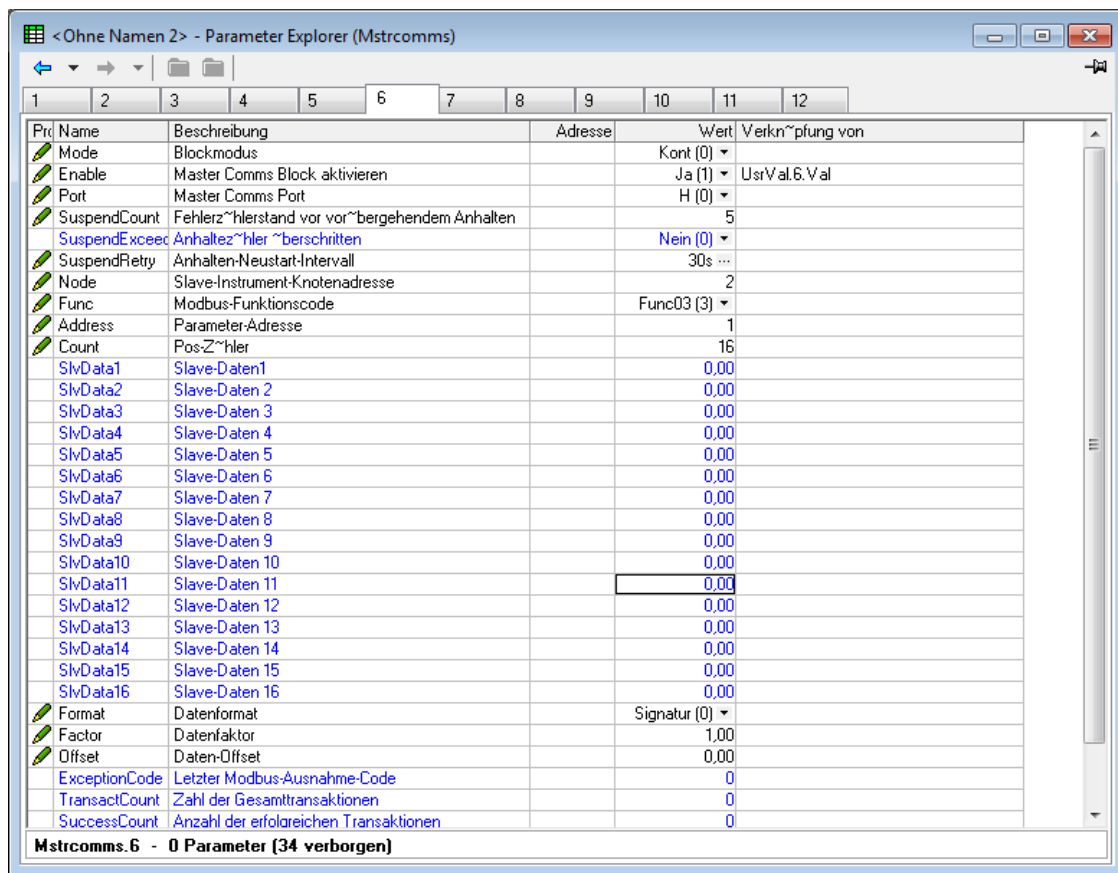 <Ohne Namen 2> - Parameter Explorer (Mstrcomms)
1 2 3 4 5 6 7 8 9 10 11 12
Prc Name Beschreibung Adresse Wert Verkn~pfung von
Mode Blockmodus Kont (0)
Enable Master Comms Block aktivieren Ja (1) UsrVal.6.Val
Port Master Comms Port H (0)
SuspendCount Fehlerz~hlerstand vor vor~bergehendem Anhalten 5
SuspendExceed Anhaltez~hler ~berschritten Nein (0)
SuspendRetry Anhalten-Neustart-Intervall 30s ...
Node Slave-Instrument-Knotenadresse 2
Func Modbus-Funktionscode Func03 (3)
Address Parameter-Adresse 1
Count Pos-Z~hler 16
SlvData1 Slave-Daten1 0,00
SlvData2 Slave-Daten 2 0,00
SlvData3 Slave-Daten 3 0,00
SlvData4 Slave-Daten 4 0,00
SlvData5 Slave-Daten 5 0,00
SlvData6 Slave-Daten 6 0,00
SlvData7 Slave-Daten 7 0,00
SlvData8 Slave-Daten 8 0,00
SlvData9 Slave-Daten 9 0,00
SlvData10 Slave-Daten 10 0,00
SlvData11 Slave-Daten 11 0,00
SlvData12 Slave-Daten 12 0,00
SlvData13 Slave-Daten 13 0,00
SlvData14 Slave-Daten 14 0,00
SlvData15 Slave-Daten 15 0,00
SlvData16 Slave-Daten 16 0,00
Format Datenformat Signatur (0)
Factor Datenfaktor 1,00
Offset Daten-Offset 0,00
ExceptionCode Letzter Modbus-Ausnahme-Code 0
TransactCount Zahl der Gesamttransaktionen 0
SuccessCount Anzahl der erfolgreichen Transaktionen 0
Mstrcomms.6 - 0 Parameter (34 verborgen)